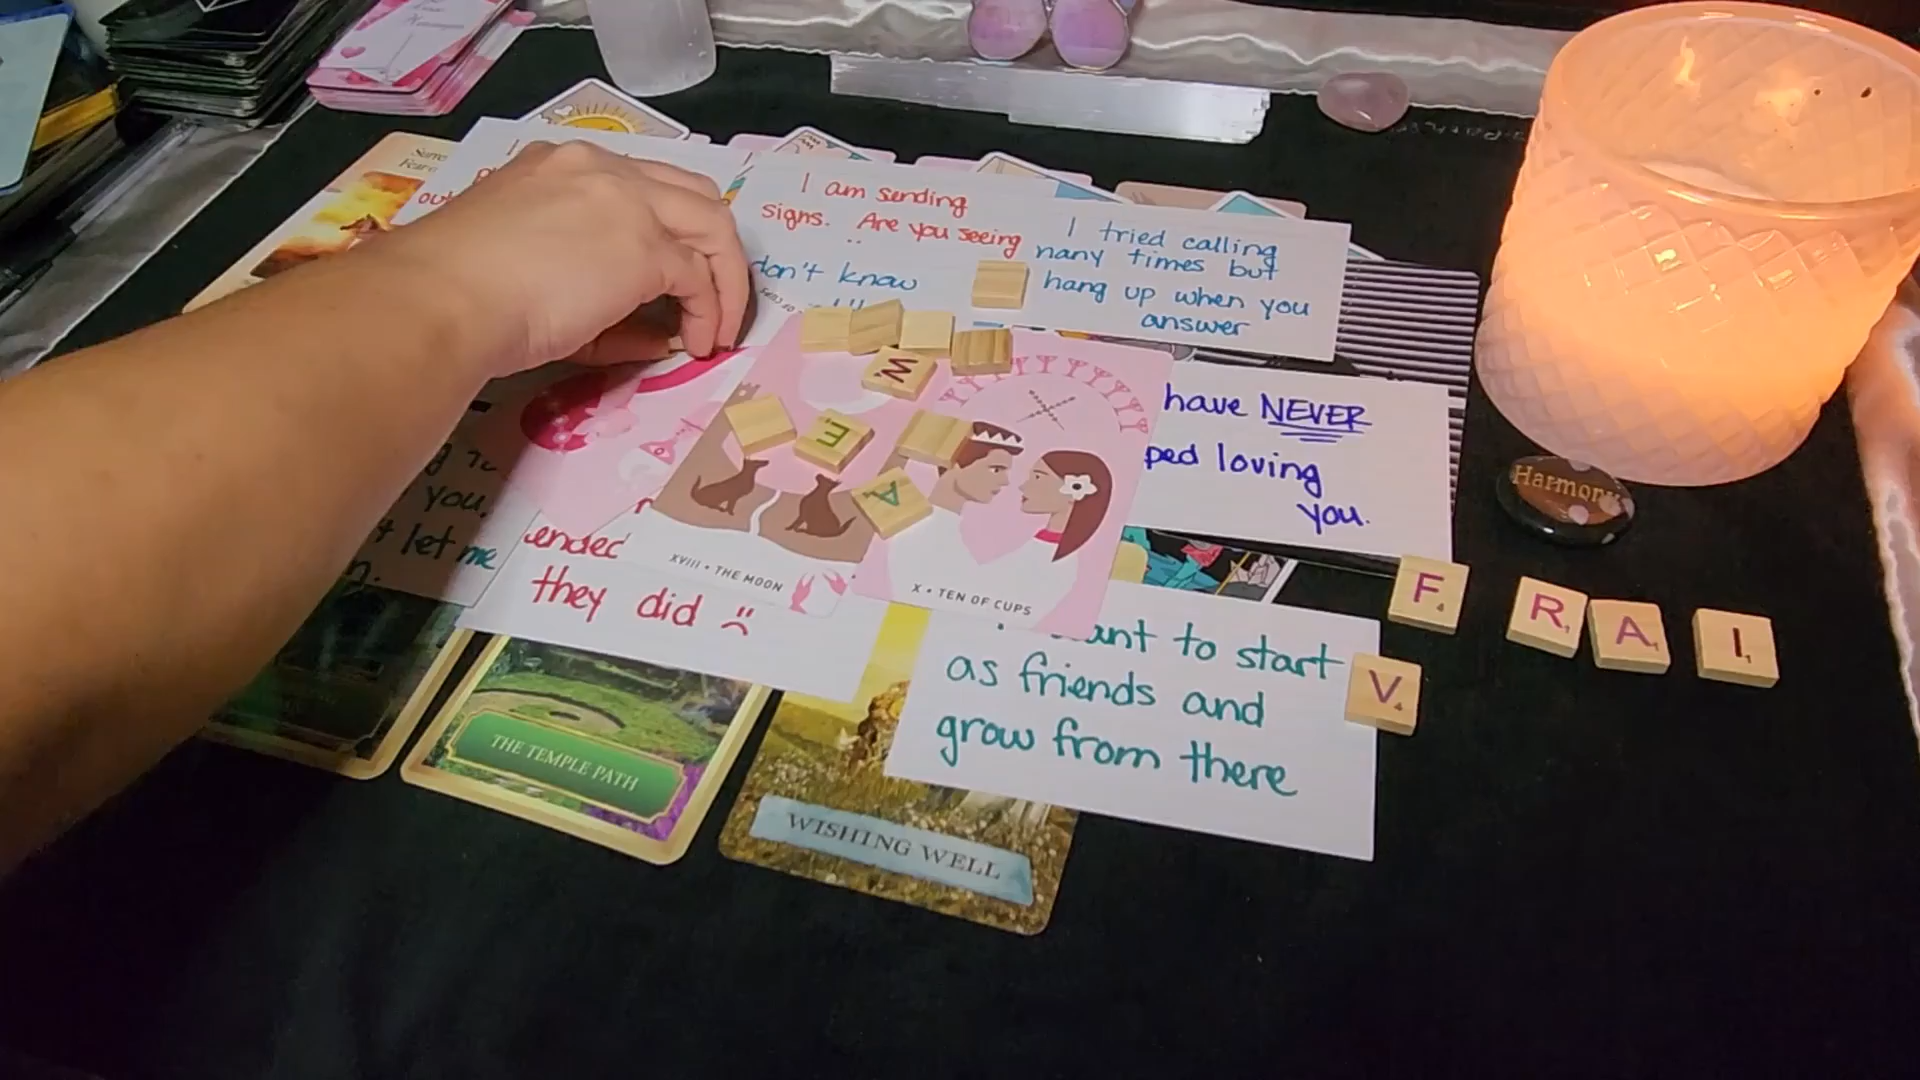 I am sending
signs. Are you seeing
don't know
I tried calling
many times but
hang up when you
answer
have NEVER
ped loving
you.
you.
let me
ended
they did
XVIII • THE MOON
X • TEN OF CUPS
W
E
A
Harmony
F R A I
V
ant to start
as friends and
grow from there
THE TEMPLE PATH
WISHING WELL